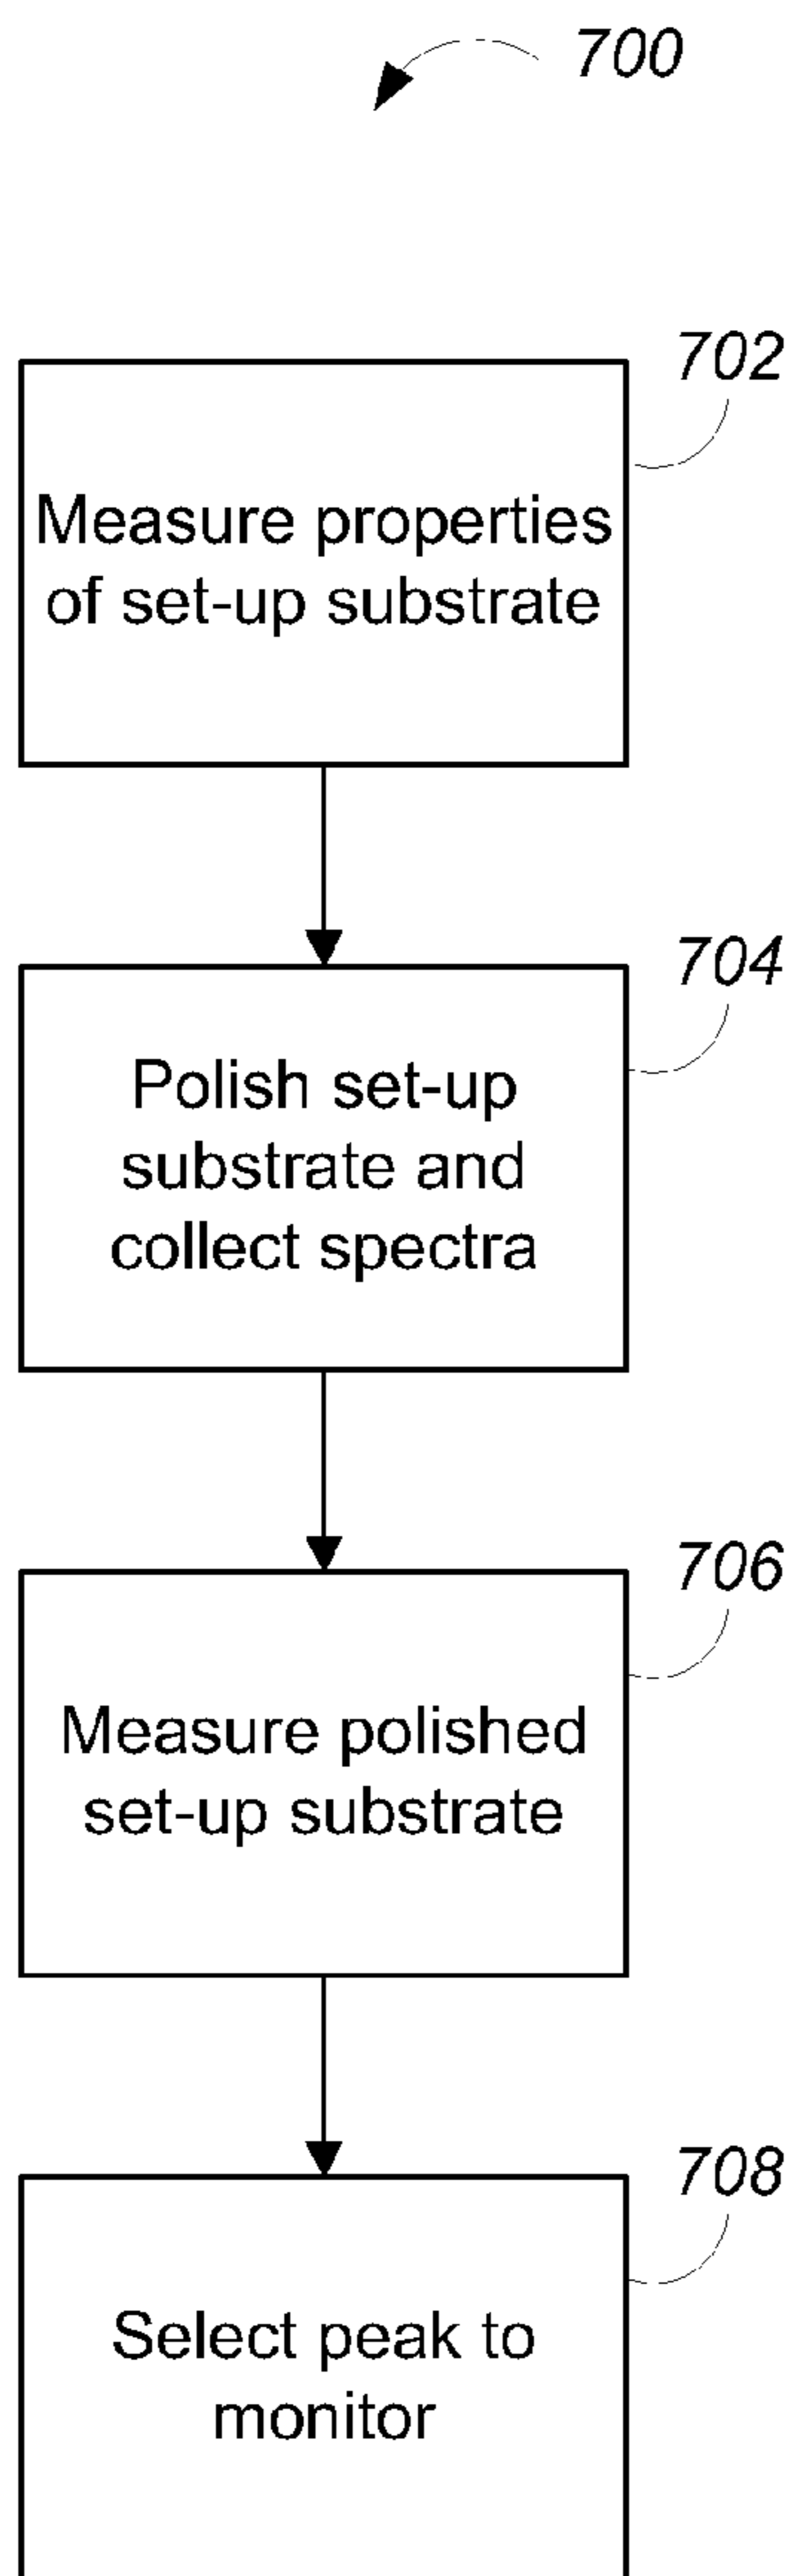 700
702
Measure properties
of set-up substrate
704
Polish set-up
substrate and
collect spectra
706
Measure polished
set-up substrate
708
Select peak to
monitor